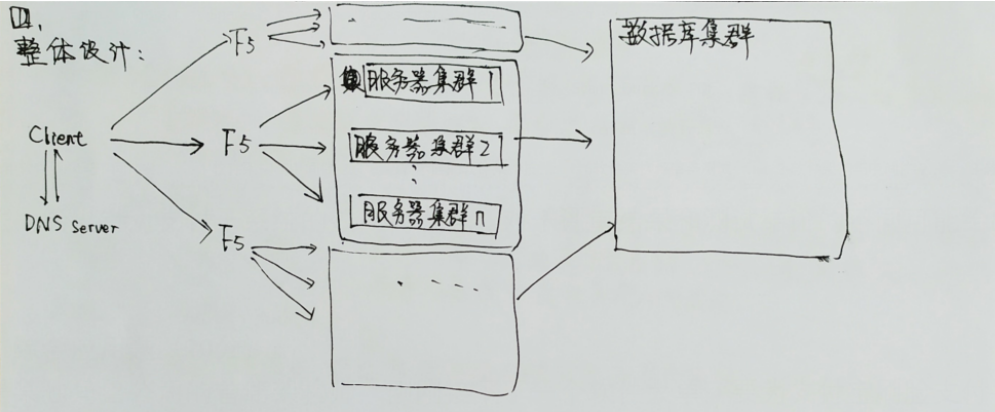 四.
整体设计：
F5
数据库集群
服务器集群1
Client
F5
服务器集群2
服务器集群n
DNS Server
F5